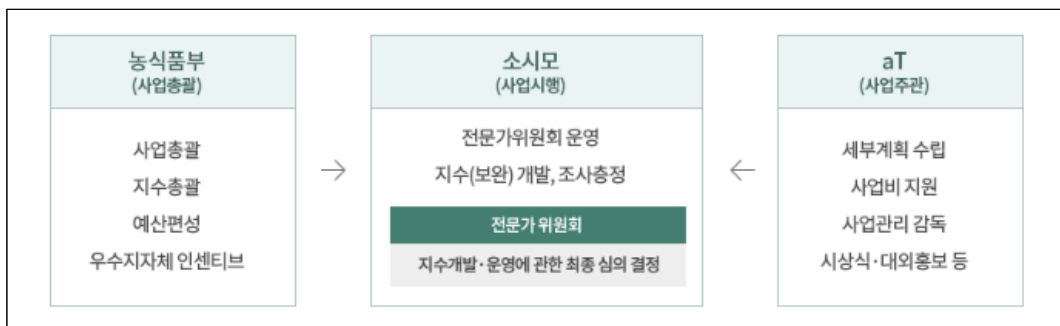 농식품부
(사업총괄)
사업총괄
지수총괄
예산편성
우수지자체 인센티브
→
소시모
(사업시행)
전문가위원회 운영
지수(보완) 개발, 조사층정
전문가 위원회
지수개발·운영에 관한 최종 심의 결정
←
aT
(사업주관)
세부계획 수립
사업비 지원
사업관리 감독
시상식·대외홍보 등